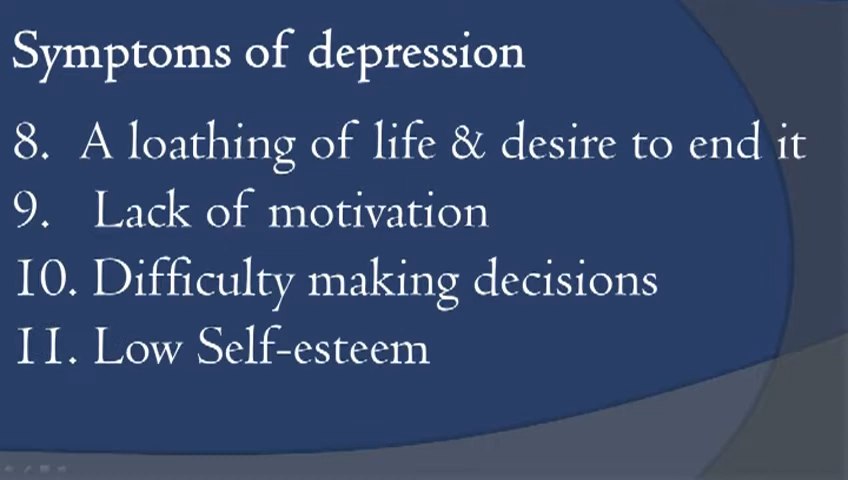 Symptoms of depression
8. A loathing of life & desire to end it
9. Lack of motivation
10. Difficulty making decisions
11. Low Self-esteem